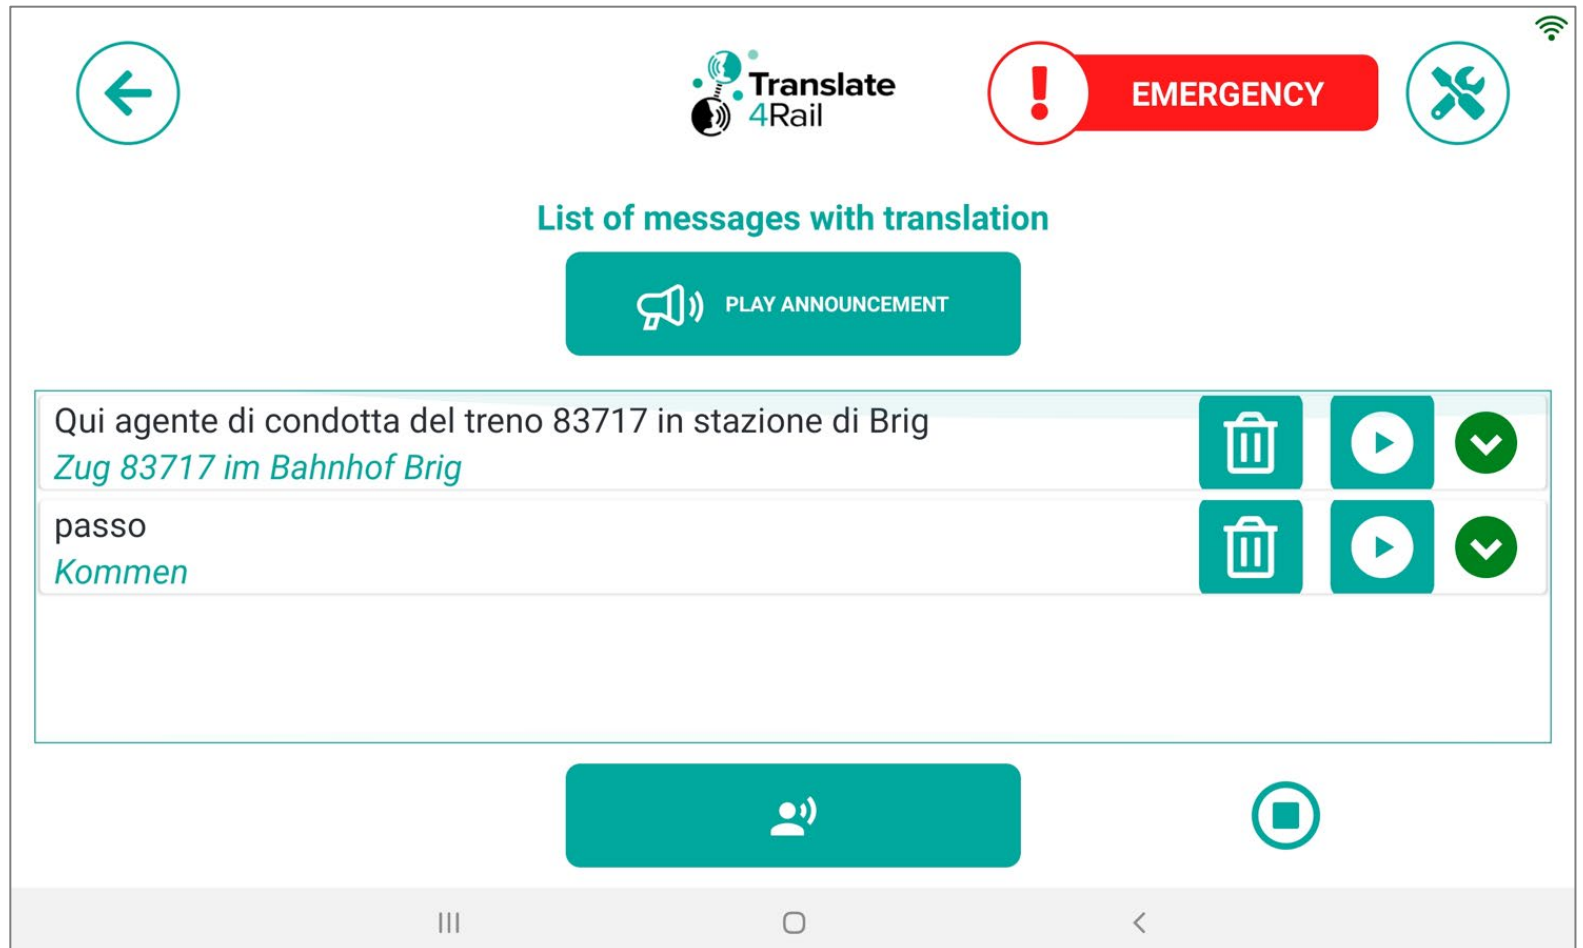 Translate
4Rail
EMERGENCY
List of messages with translation
PLAY ANNOUNCEMENT
Qui agente di condotta del treno 83717 in stazione di Brig
Zug 83717 im Bahnhof Brig
passo
Kommen